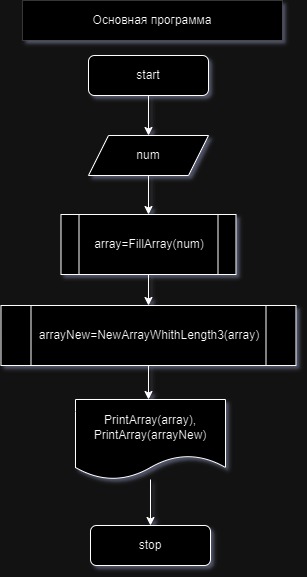 Основная программа
start
num
array=FillArray(num)
arrayNew=NewArrayWhithLength3(array)
PrintArray(array),
PrintArray(arrayNew)
stop